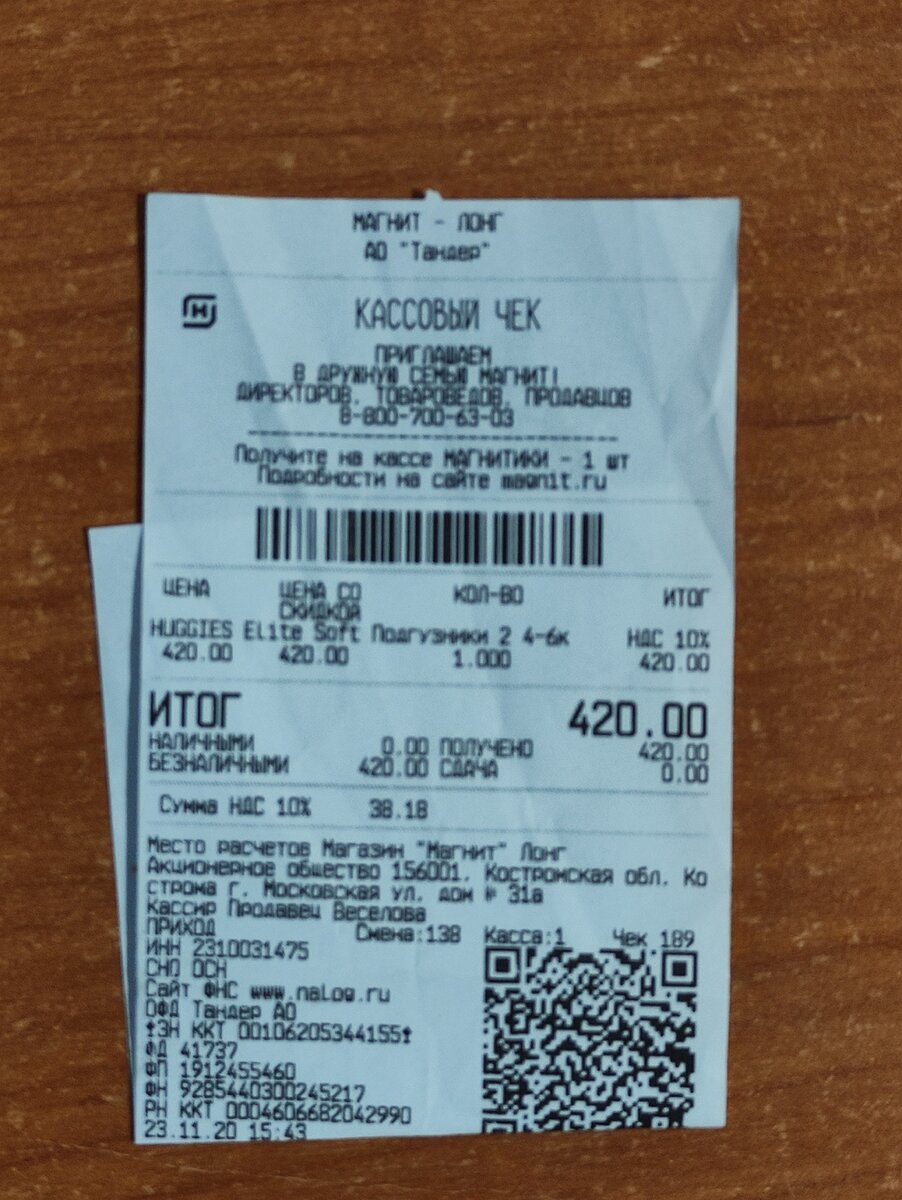 МАГНИТ - ЛОНГ
АО "Тандер"
КАССОВЫЙ ЧЕК
ПРИГЛАШАЕМ
В ДРУЖНУЮ СЕМЬЮ МАГНИТ!
ДИРЕКТОРОВ, ТОВАРОВЕДОВ, ПРОДАВЦОВ
8-800-700-63-03
Получите на кассе МАГНИТИКИ - 1 шт
Подробности на сайте magnit.ru
ЦЕНА ЦЕНА СО СКИДКОЙ КОЛ-ВО ИТОГ
HUGGIES Elite Soft Подгузники 2 4-6к НДС 10%
420.00 420.00 1.000 420.00
ИТОГ 420.00
НАЛИЧНЫМИ 0.00 ПОЛУЧЕНО 420.00
БЕЗНАЛИЧНЫМИ 420.00 СДАЧА 0.00
Сумма НДС 10% 38.18
Место расчетов Магазин "Магнит" Лонг
Акционерное общество 156001, Костромская обл, Ко
строма г, Московская ул, дом № 31а
Кассир Продавец Веселова
ПРИХОД Смена:138 Касса:1 Чек 189
ИНН 2310031475
СНО ОСН
Сайт ФНС www.nalog.ru
ОФД Тандер АО
↑ЗН ККТ 00106205344155↑
ФД 41737
ФП 1912455460
ФН 9285440300245217
РН ККТ 0004606682042990
23.11.20 15:43